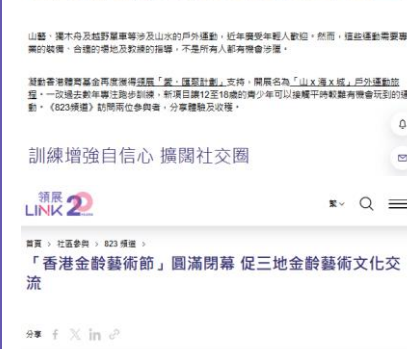 山藝、獨木舟及越野單車等涉及山水的戶外運動，近年廣受年輕人歡迎。然而，這些運動需要專
業的裝備、合適的場地及教練的指導，不是所有人都有機會涉獵。
凝動香港體育基金再度獲得領展「愛．匯聚計劃」支持，開展名為「山 x 海 x 城」戶外運動旅
程。一改過去數年專注跑步訓練，新項目讓12至18歲的青少年可以接觸平時較難有機會玩到的運
動。《823頻道》訪問兩位參與者，分享體驗及收穫。
訓練增強自信心 擴闊社交圈
領展
LINK 20
繁
首頁 > 社區參與 > 823 頻道 >
「香港金齡藝術節」圓滿閉幕 促三地金齡藝術文化交
流
分享